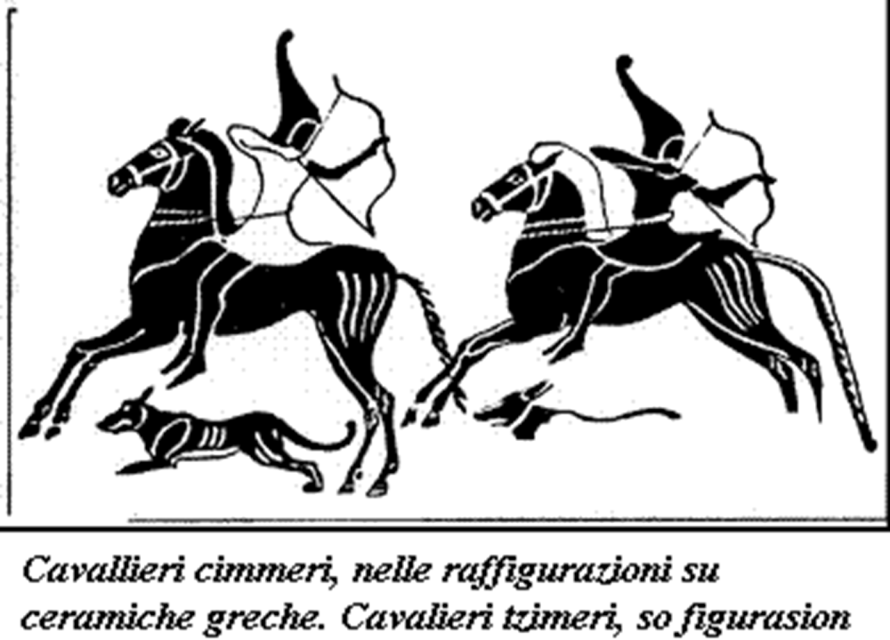 Cavallieri cimmeri, nelle raffigurazioni su
ceramiche greche. Cavalieri tzimeri, so figurasion